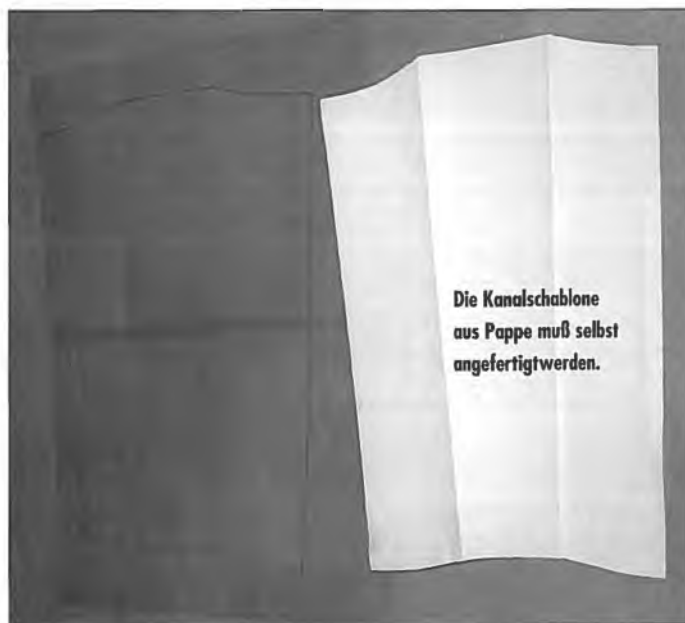 Die Kanalschablone
aus Pappe muß selbst
angefertigtwerden.